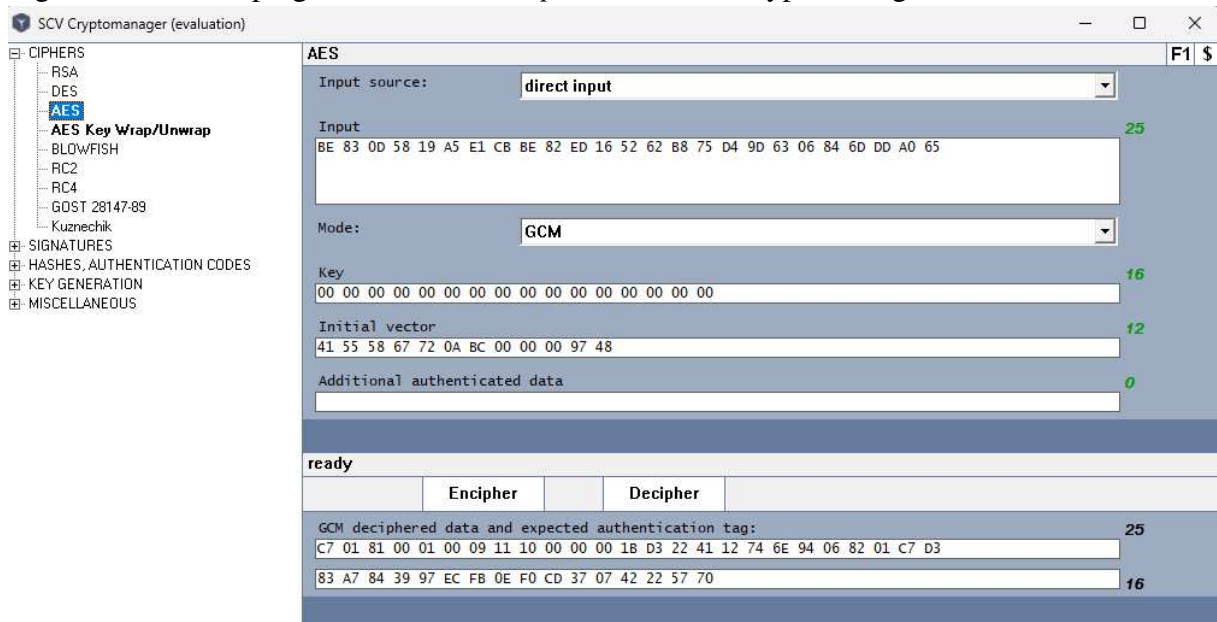 SCV Cryptomanager (evaluation)
CIPHERS
RSA
DES
AES
AES Key Wrap/Unwrap
BLOWFISH
RC2
RC4
GOST 28147-89
Kuznechik
SIGNATURES
HASHES, AUTHENTICATION CODES
KEY GENERATION
MISCELLANEOUS
AES
F1 $
Input source:
direct input
Input
25
BE 83 0D 58 19 A5 E1 CB BE 82 ED 16 52 62 B8 75 D4 9D 63 06 84 6D DD A0 65
Mode:
GCM
Key
16
00 00 00 00 00 00 00 00 00 00 00 00 00 00 00 00
Initial vector
12
41 55 58 67 72 0A BC 00 00 00 97 48
Additional authenticated data
0
ready
Encipher
Decipher
GCM deciphered data and expected authentication tag:
25
C7 01 81 00 01 00 09 11 10 00 00 00 1B D3 22 41 12 74 6E 94 06 82 01 C7 D3
83 A7 84 39 97 EC FB 0E F0 CD 37 07 42 22 57 70
16